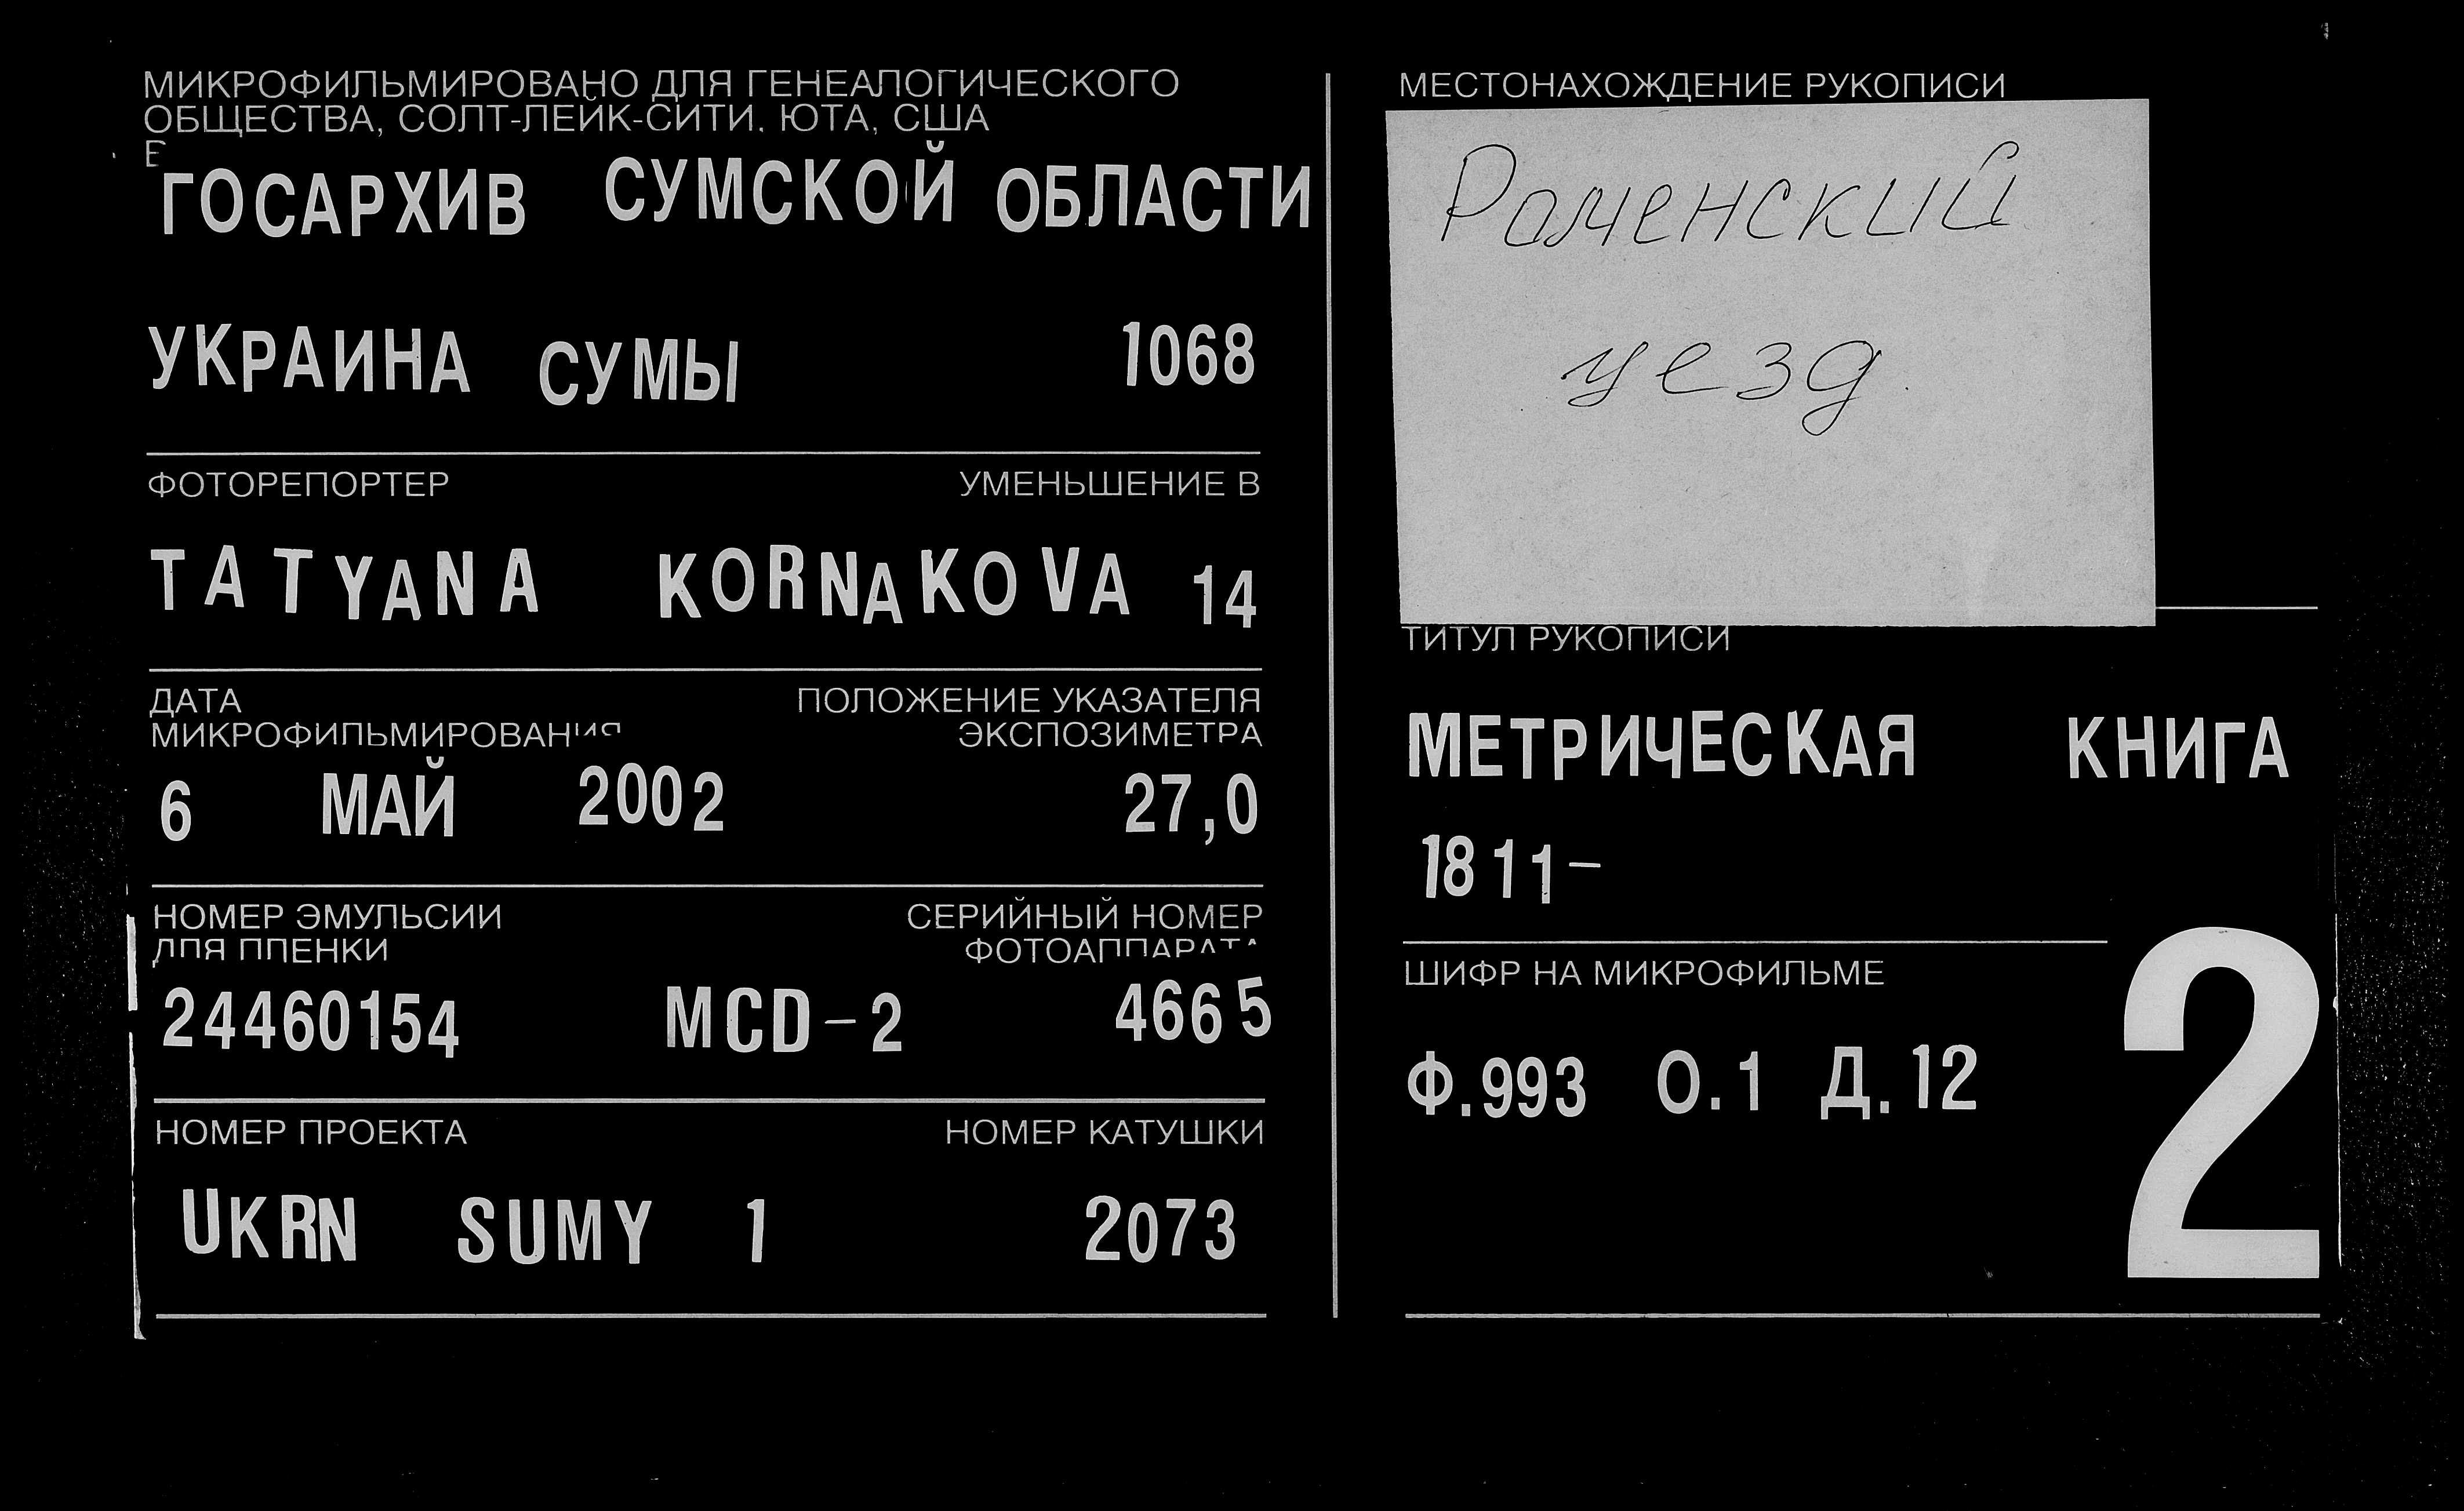 МИКРОФИЛЬМИРОВАНО ДЛЯ ГЕНЕАЛОГИЧЕСКОГО
ОБЩЕСТВА, СОЛТ-ЛЕЙК-СИТИ, ЮТА, США
ГОСАРХИВ СУМСКОЙ ОБЛАСТИ
УКРАИНА СУМЫ 1068
ФОТОРЕПОРТЕР УМЕНЬШЕНИЕ В
TATYANA KORNAKOVA 14
ДАТА ПОЛОЖЕНИЕ УКАЗАТЕЛЯ
МИКРОФИЛЬМИРОВАНИЯ ЭКСПОЗИМЕТРА
6 МАЙ 2002 27,0
НОМЕР ЭМУЛЬСИИ СЕРИЙНЫЙ НОМЕР
ДЛЯ ПЛЕНКИ ФОТОАППАРАТА
24460154 MCD-2 4665
НОМЕР ПРОЕКТА НОМЕР КАТУШКИ
UKRN SUMY 1 2073
МЕСТОНАХОЖДЕНИЕ РУКОПИСИ
Роменский
уезд.
ТИТУЛ РУКОПИСИ
МЕТРИЧЕСКАЯ КНИГА
1811-
ШИФР НА МИКРОФИЛЬМЕ
Ф.993 О.1 Д.12
2